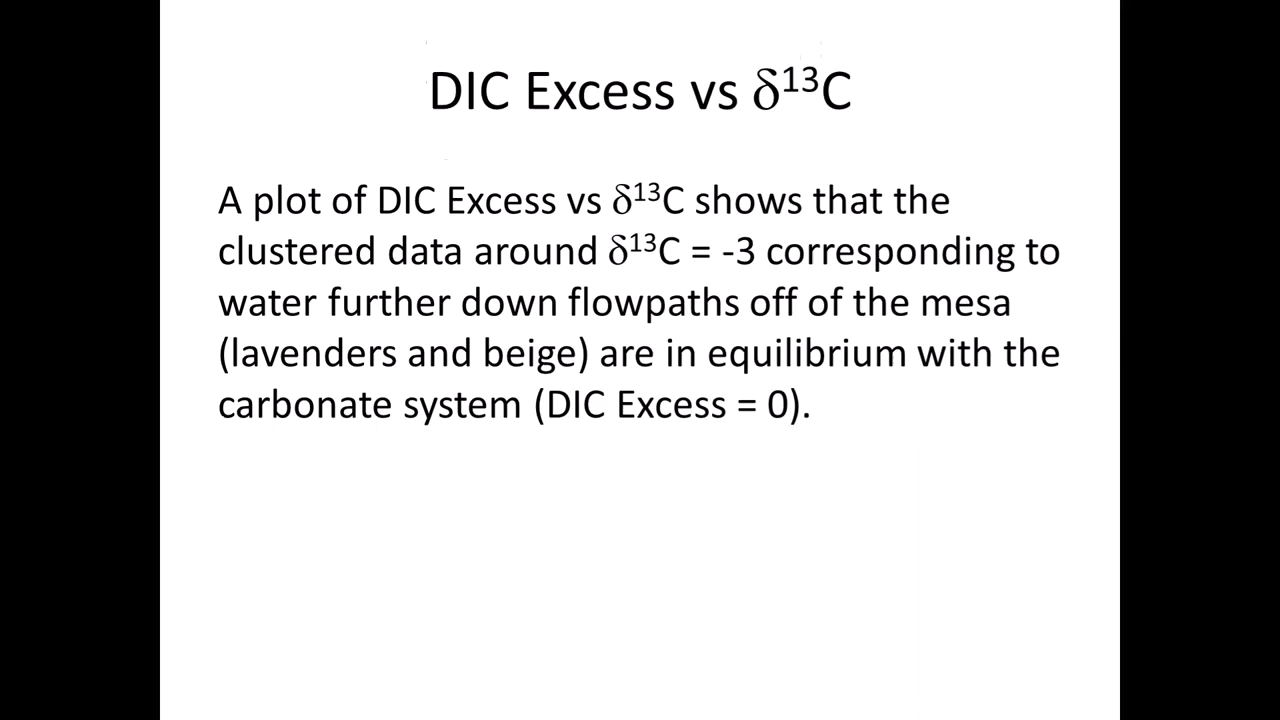 DIC Excess vs δ¹³C
A plot of DIC Excess vs δ¹³C shows that the
clustered data around δ¹³C = -3 corresponding to
water further down flowpaths off of the mesa
(lavenders and beige) are in equilibrium with the
carbonate system (DIC Excess = 0).